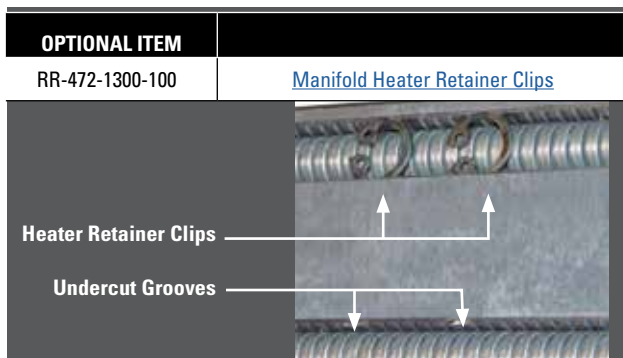 OPTIONAL ITEM
RR-472-1300-100 Manifold Heater Retainer Clips
Heater Retainer Clips
Undercut Grooves